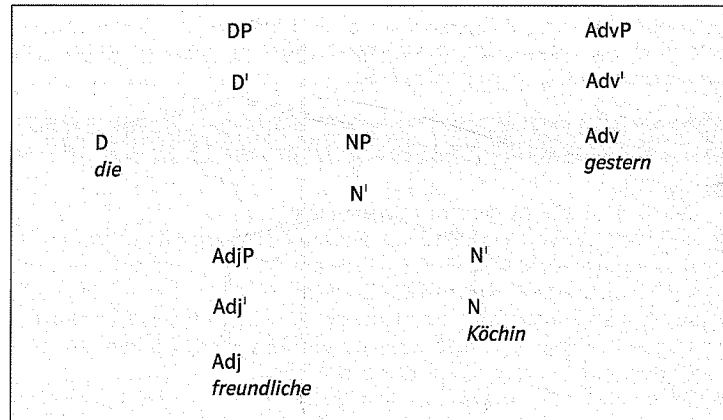 DP AdvP
D' Adv'
D NP Adv
die gestern
N'
AdjP N'
Adj' N
Köchin
Adj
freundliche